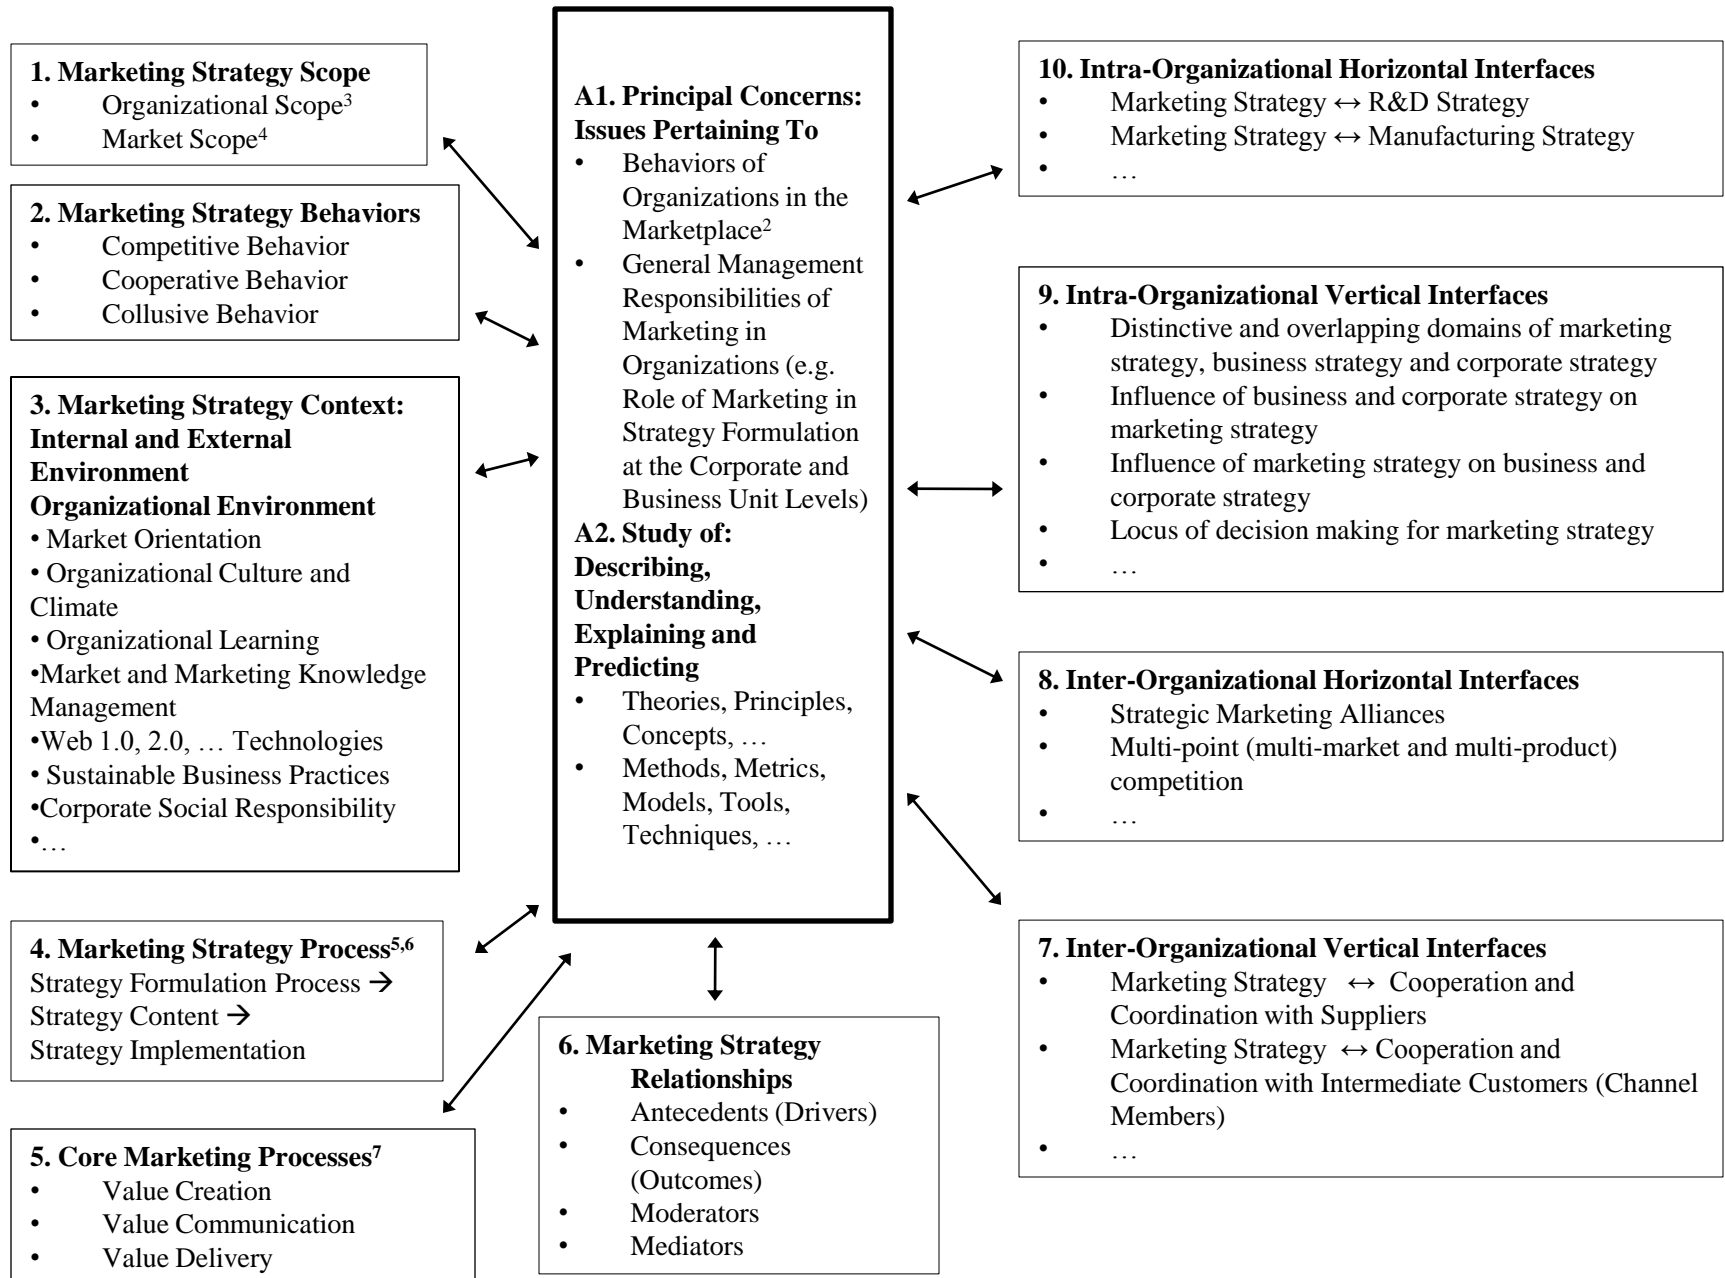 1. Marketing Strategy Scope
• Organizational Scope³
• Market Scope⁴
2. Marketing Strategy Behaviors
• Competitive Behavior
• Cooperative Behavior
• Collusive Behavior
3. Marketing Strategy Context:
Internal and External
Environment
Organizational Environment
• Market Orientation
• Organizational Culture and
Climate
• Organizational Learning
•Market and Marketing Knowledge
Management
•Web 1.0, 2.0, … Technologies
• Sustainable Business Practices
•Corporate Social Responsibility
•…
4. Marketing Strategy Process⁵,⁶
Strategy Formulation Process →
Strategy Content →
Strategy Implementation
5. Core Marketing Processes⁷
• Value Creation
• Value Communication
• Value Delivery
A1. Principal Concerns:
Issues Pertaining To
• Behaviors of
Organizations in the
Marketplace²
• General Management
Responsibilities of
Marketing in
Organizations (e.g.
Role of Marketing in
Strategy Formulation
at the Corporate and
Business Unit Levels)
A2. Study of:
Describing,
Understanding,
Explaining and
Predicting
• Theories, Principles,
Concepts, …
• Methods, Metrics,
Models, Tools,
Techniques, …
6. Marketing Strategy
Relationships
• Antecedents (Drivers)
• Consequences
(Outcomes)
• Moderators
• Mediators
10. Intra-Organizational Horizontal Interfaces
• Marketing Strategy ↔ R&D Strategy
• Marketing Strategy ↔ Manufacturing Strategy
• …
9. Intra-Organizational Vertical Interfaces
• Distinctive and overlapping domains of marketing
strategy, business strategy and corporate strategy
• Influence of business and corporate strategy on
marketing strategy
• Influence of marketing strategy on business and
corporate strategy
• Locus of decision making for marketing strategy
• …
8. Inter-Organizational Horizontal Interfaces
• Strategic Marketing Alliances
• Multi-point (multi-market and multi-product)
competition
• …
7. Inter-Organizational Vertical Interfaces
• Marketing Strategy ↔ Cooperation and
Coordination with Suppliers
• Marketing Strategy ↔ Cooperation and
Coordination with Intermediate Customers (Channel
Members)
• …